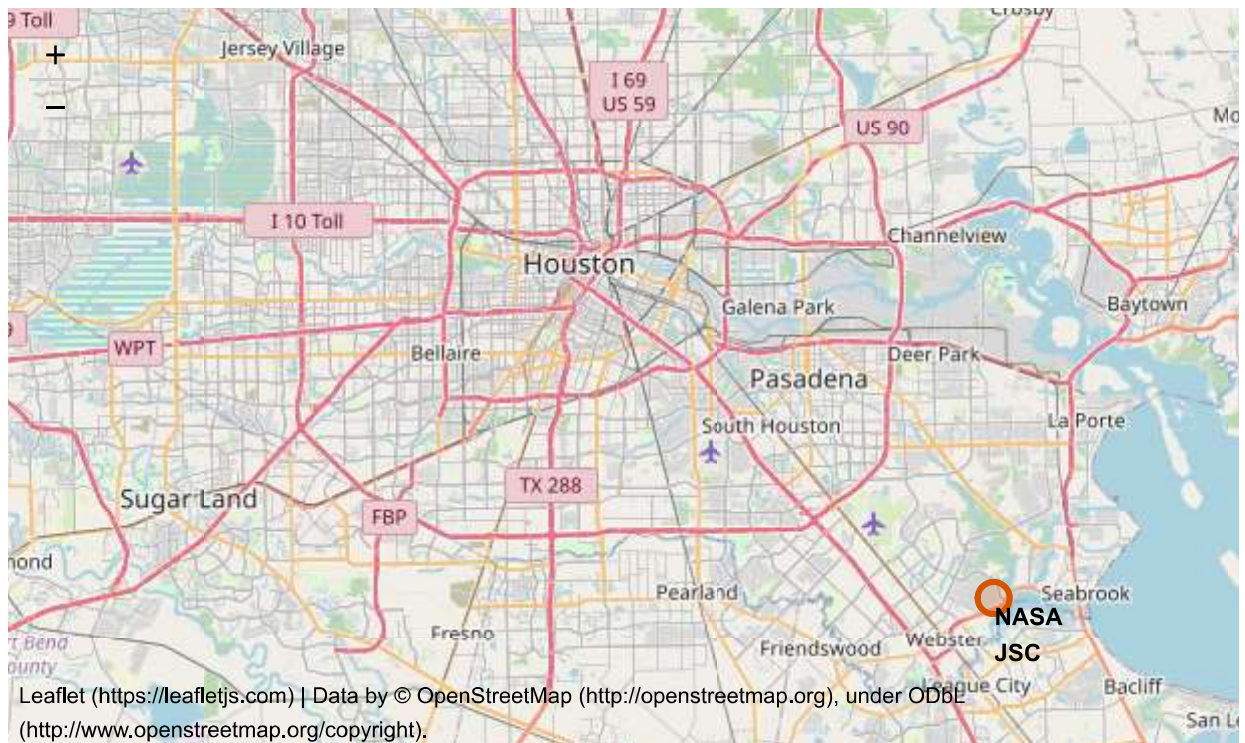 9 Toll
Crosby
+
Jersey Village
I 69
US 59
−
Mo
US 90
I 10 Toll
Channelview
Houston
Galena Park
Baytown
9
WPT
Bellaire
Deer Park
Pasadena
La Porte
South Houston
TX 288
Sugar Land
FBP
mond
Pearland
Seabrook
NASA
JSC
Fresno
Webster
rt Bend
ounty
Friendswood
League City
Bacliff
Leaflet (https://leafletjs.com) | Data by © OpenStreetMap (http://openstreetmap.org), under ODbL
(http://www.openstreetmap.org/copyright).
San Le